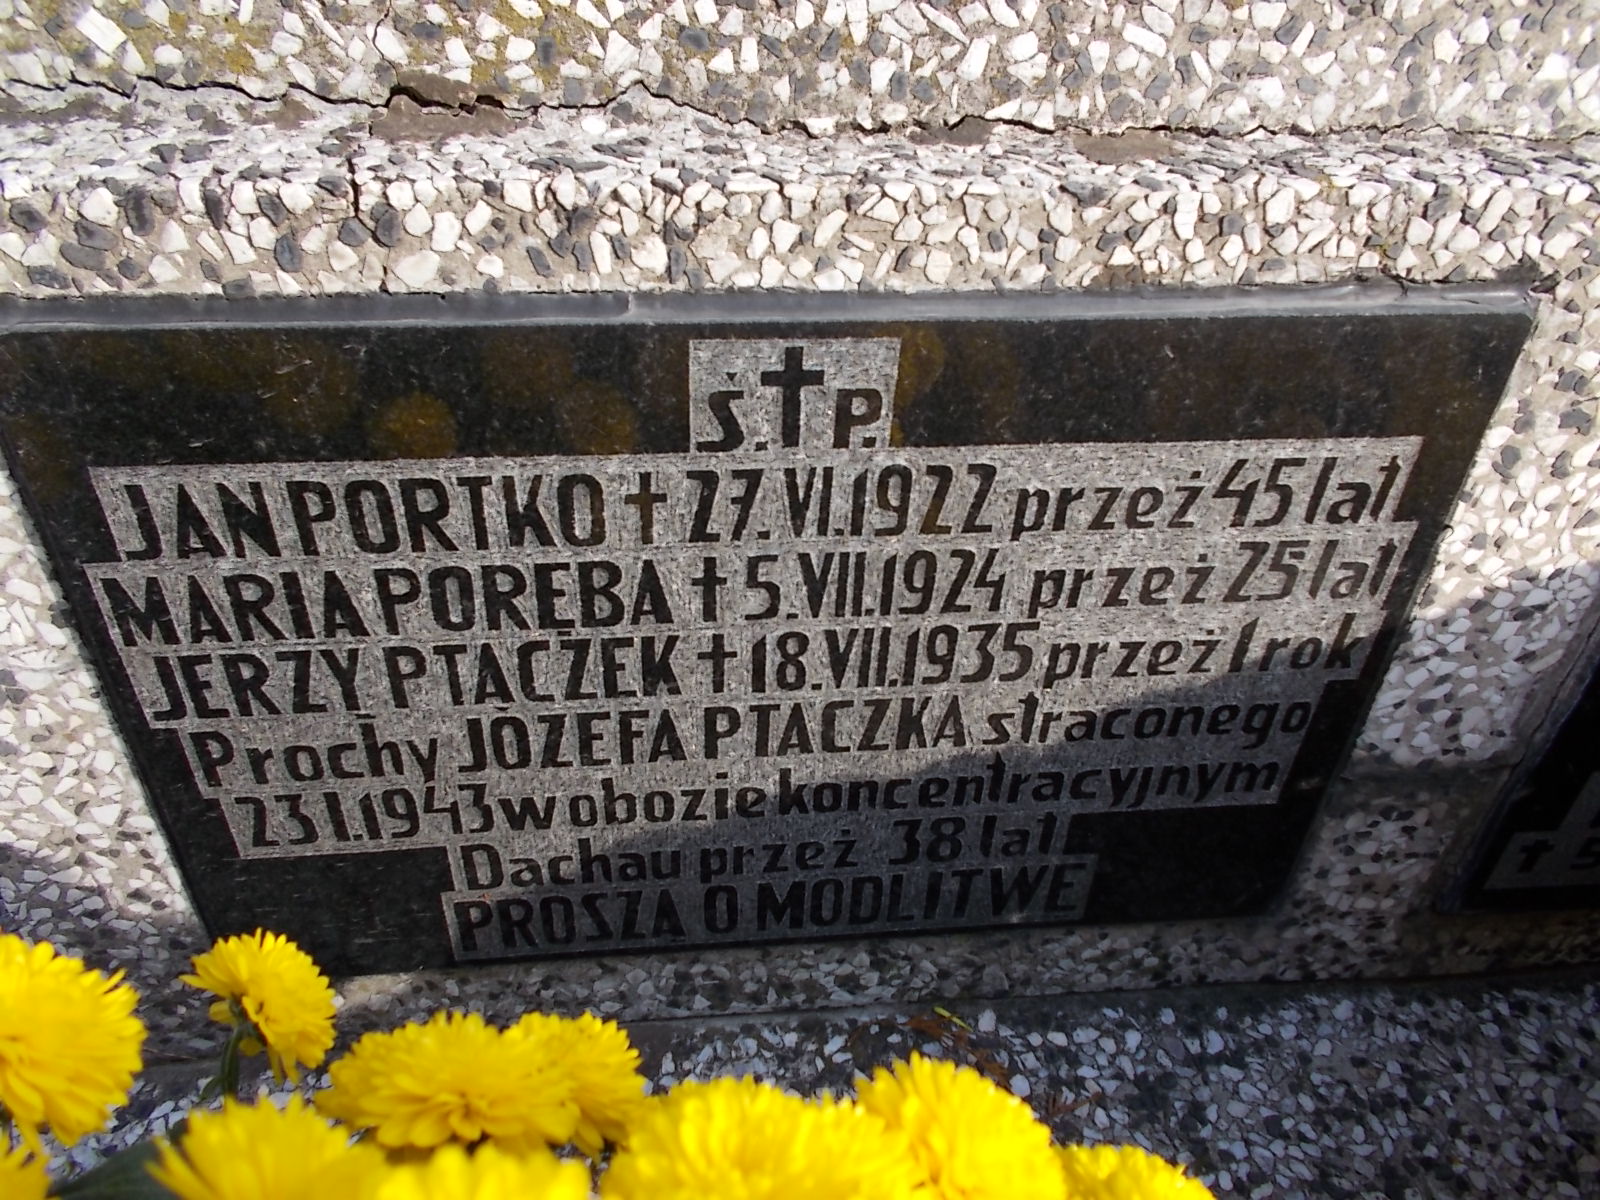 Ś.†P.
JAN PORTKO † 27.VI.1922 przeż 45 lat
MARIA PORĘBA † 5.VII.1924 przeż 25 lat
JERZY PTACZEK † 18.VII.1935 przeż 1 rok
Prochy JÓZEFA PTACZKA straconego
23 I.1943 w obozie koncentracyjnym
Dachau przeż 38 lat
PROSZĄ O MODLITWĘ
† 5